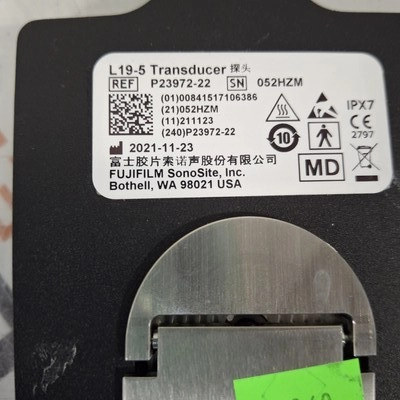 L19-5 Transducer 探头
REF P23972-22 SN 052HZM
(01)00841517106386
(21)052HZM
(11)211123
(240)P23972-22
IPX7
10
CE
2797
2021-11-23
MD
富士胶片索诺声股份有限公司
FUJIFILM SonoSite, Inc.
Bothell, WA 98021 USA